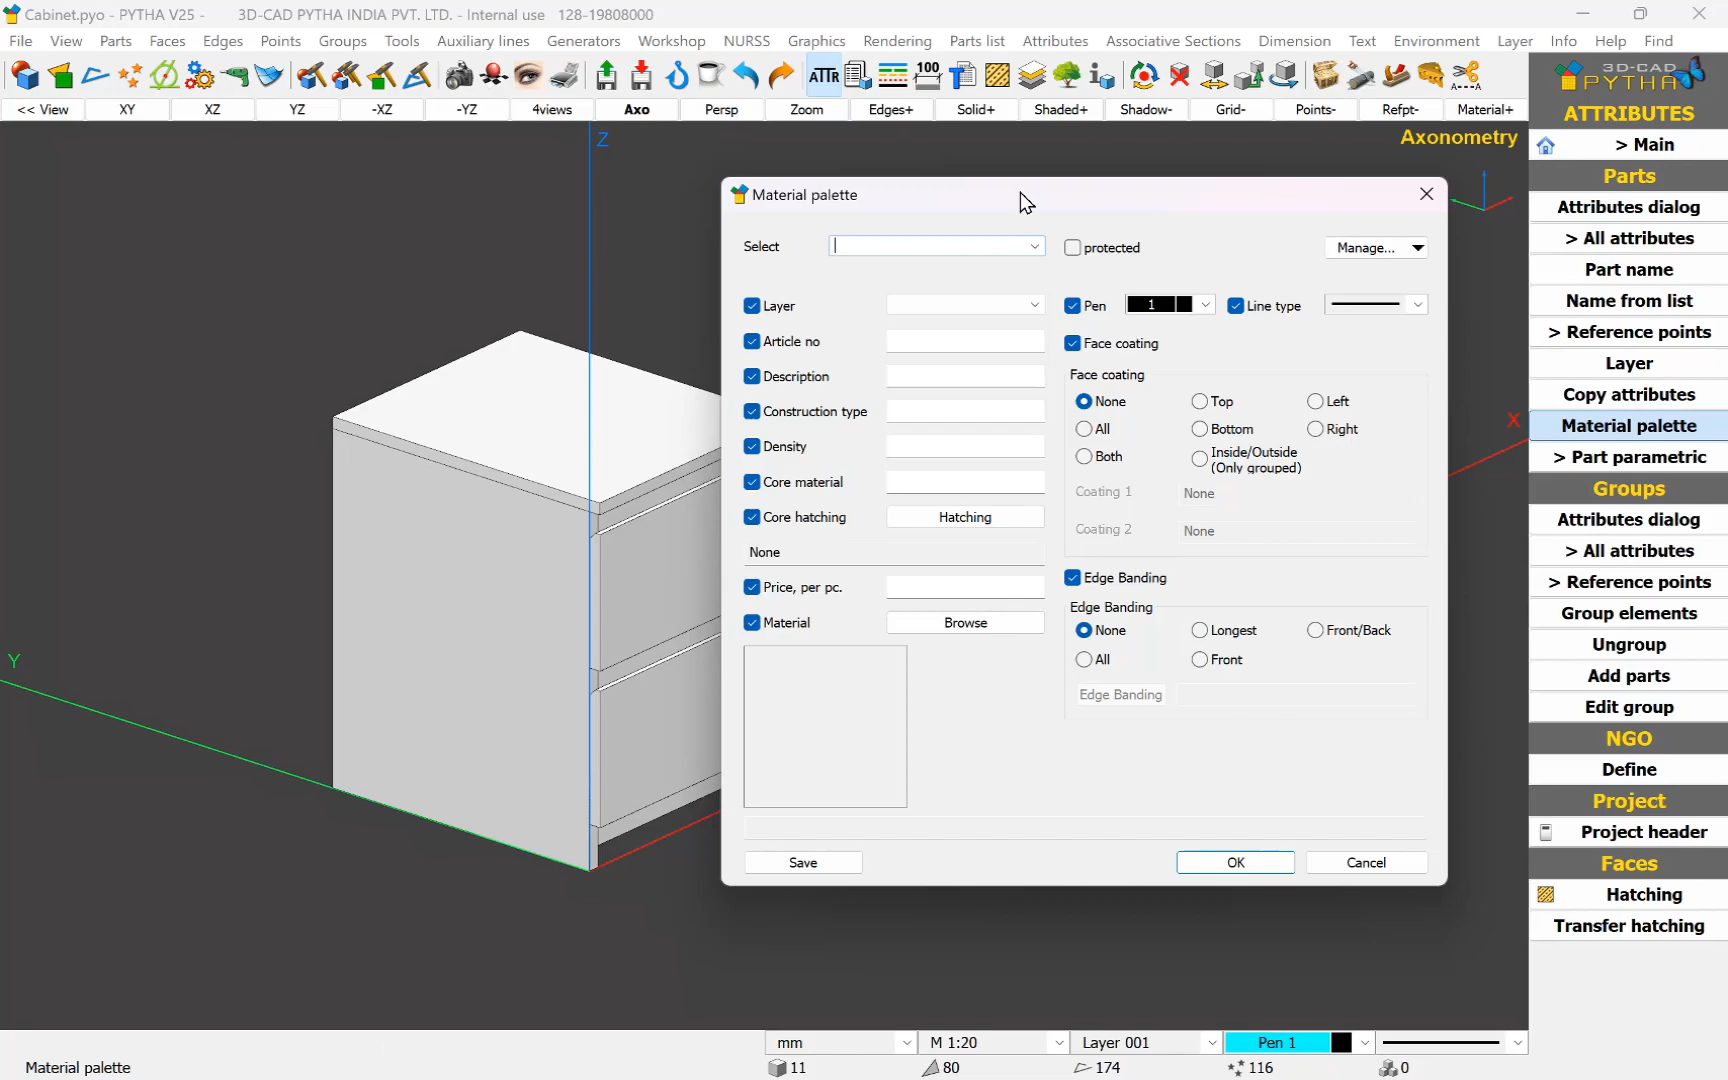 Cabinet.pyo - PYTHA V25 - 3D-CAD PYTHA INDIA PVT. LTD. - Internal use 128-19808000
File View Parts Faces Edges Points Groups Tools Auxiliary lines Generators Workshop NURSS Graphics Rendering Parts list Attributes Associative Sections Dimension Text Environment Layer Info Help Find
ATTR 100
<< View XY XZ YZ -XZ -YZ 4views Axo Persp Zoom Edges+ Solid+ Shaded+ Shadow- Grid- Points- Refpt- Material+
3D-CAD
PYTHA
Axonometry
Z
Y
X
Material palette
Select protected Manage...
Layer Pen 1 Line type
Article no Face coating
Description Face coating
None Top Left
Construction type All Bottom Right
Density Both Inside/Outside
(Only grouped)
Core material Coating 1 None
Core hatching Hatching Coating 2 None
None
Price, per pc. Edge Banding
Edge Banding
Material Browse None Longest Front/Back
All Front
Edge Banding
Save OK Cancel
ATTRIBUTES
> Main
Parts
Attributes dialog
> All attributes
Part name
Name from list
> Reference points
Layer
Copy attributes
Material palette
> Part parametric
Groups
Attributes dialog
> All attributes
> Reference points
Group elements
Ungroup
Add parts
Edit group
NGO
Define
Project
Project header
Faces
Hatching
Transfer hatching
mm M 1:20 Layer 001 Pen 1
Material palette 11 80 174 116 0